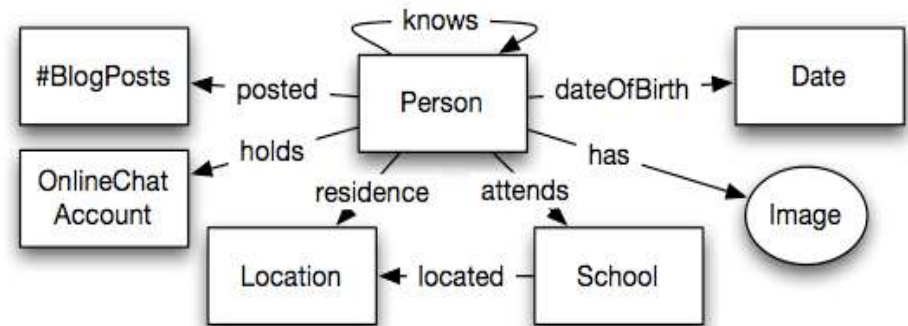 knows
#BlogPosts
posted
Person
dateOfBirth
Date
holds
has
OnlineChat
Account
residence
attends
Image
Location
located
School